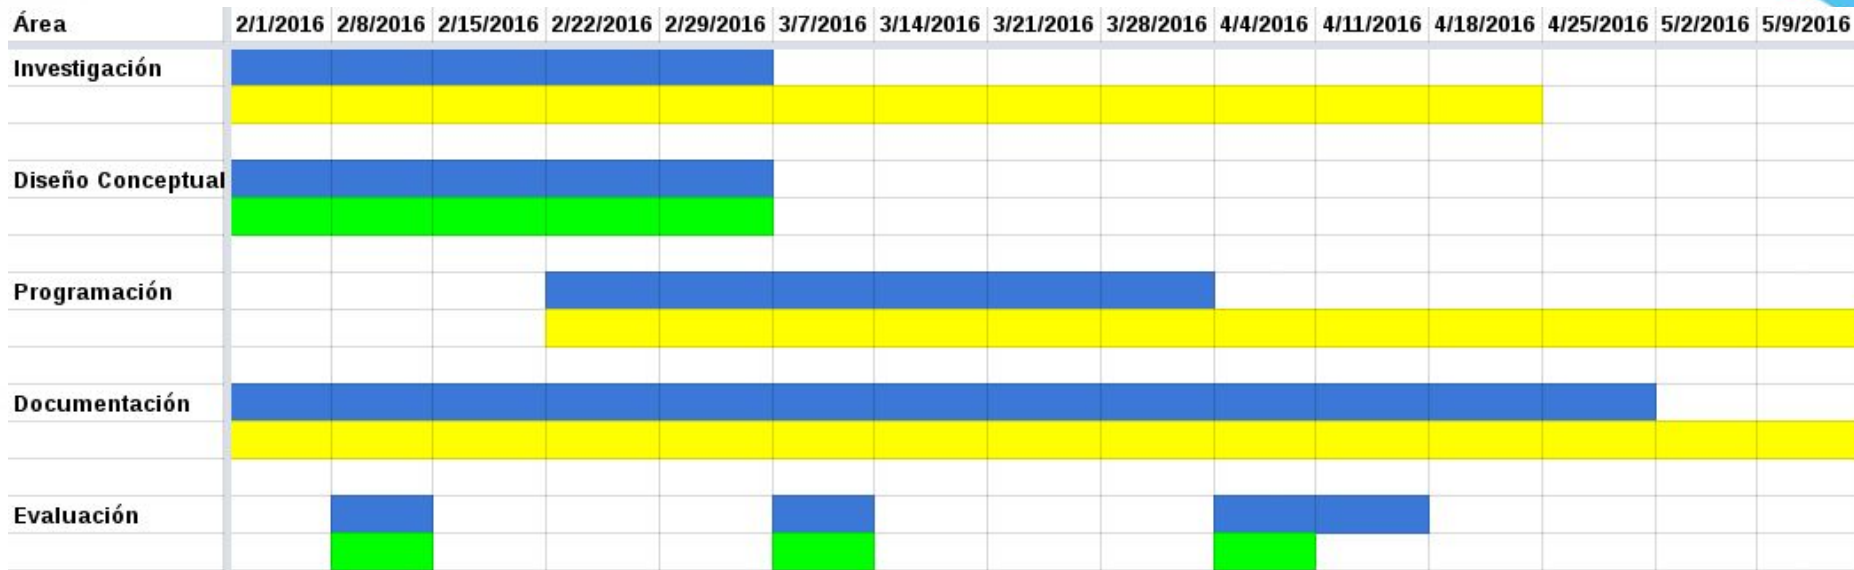 Área 2/1/2016 2/8/2016 2/15/2016 2/22/2016 2/29/2016 3/7/2016 3/14/2016 3/21/2016 3/28/2016 4/4/2016 4/11/2016 4/18/2016 4/25/2016 5/2/2016 5/9/2016
Investigación
Diseño Conceptual
Programación
Documentación
Evaluación